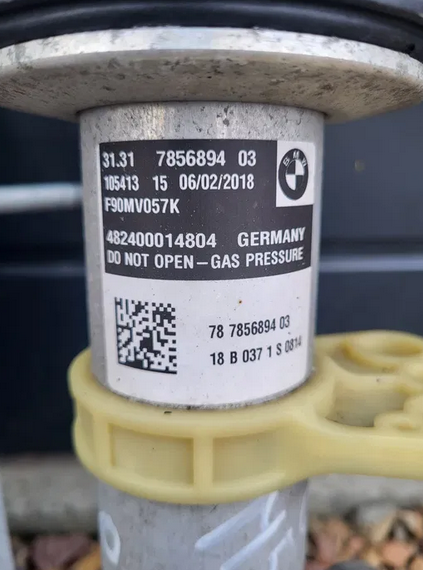 31.31 7856894 03
105413 15 06/02/2018
F90MV057K
482400014804 GERMANY
DO NOT OPEN – GAS PRESSURE
BMW
78 7856894 03
18 B 037 1 S 0814